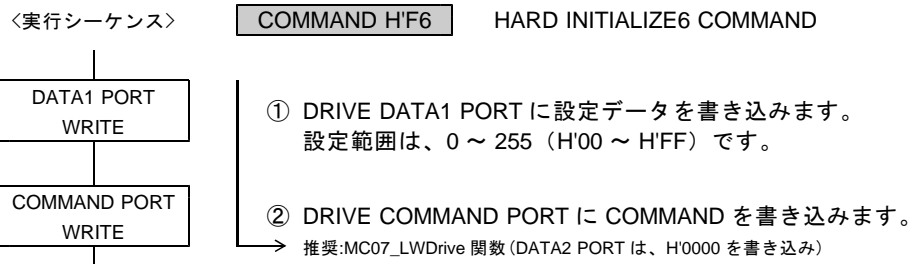 〈実行シーケンス〉 COMMAND H'F6 HARD INITIALIZE6 COMMAND
DATA1 PORT
WRITE
① DRIVE DATA1 PORT に設定データを書き込みます。
設定範囲は、0 ～ 255（H'00 ～ H'FF）です。
COMMAND PORT
WRITE
② DRIVE COMMAND PORT に COMMAND を書き込みます。
推奨:MC07_LWDrive 関数(DATA2 PORT は、H'0000 を書き込み)